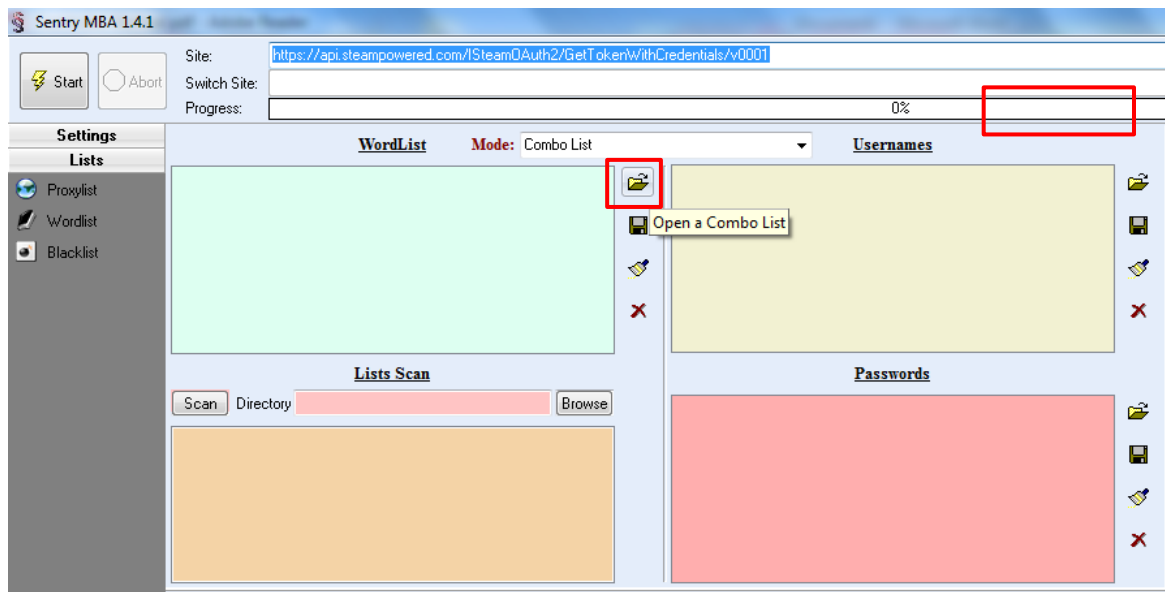 Sentry MBA 1.4.1
Start
Abort
Site: https://api.steampowered.com/ISteamOAuth2/GetTokenWithCredentials/v0001
Switch Site:
Progress: 0%
Settings
Lists
Proxylist
Wordlist
Blacklist
WordList Mode: Combo List Usernames
Open a Combo List
Lists Scan Passwords
Scan Directory Browse